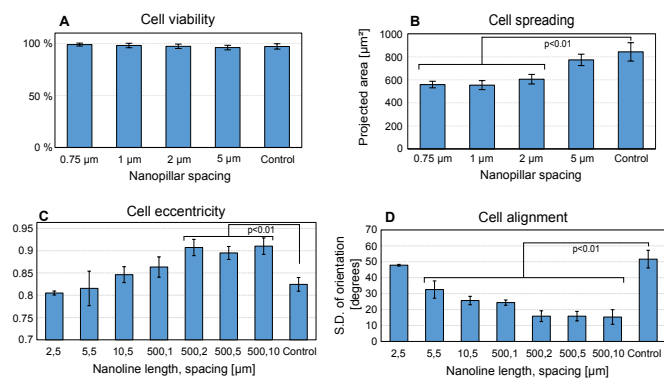 A
Cell viability
100 %
50 %
0 %
0.75 µm 1 µm 2 µm 5 µm Control
Nanopillar spacing
B
Cell spreading
Projected area [µm²]
1000
800
600
400
200
0
p<0.01
0.75 µm 1 µm 2 µm 5 µm Control
Nanopillar spacing
C
Cell eccentricity
0.95
0.9
0.85
0.8
0.75
0.7
p<0.01
2,5 5,5 10,5 500,1 500,2 500,5 500,10 Control
Nanoline length, spacing [µm]
D
Cell alignment
S.D. of orientation
[degrees]
70
60
50
40
30
20
10
0
p<0.01
2,5 5,5 10,5 500,1 500,2 500,5 500,10 Control
Nanoline length, spacing [µm]